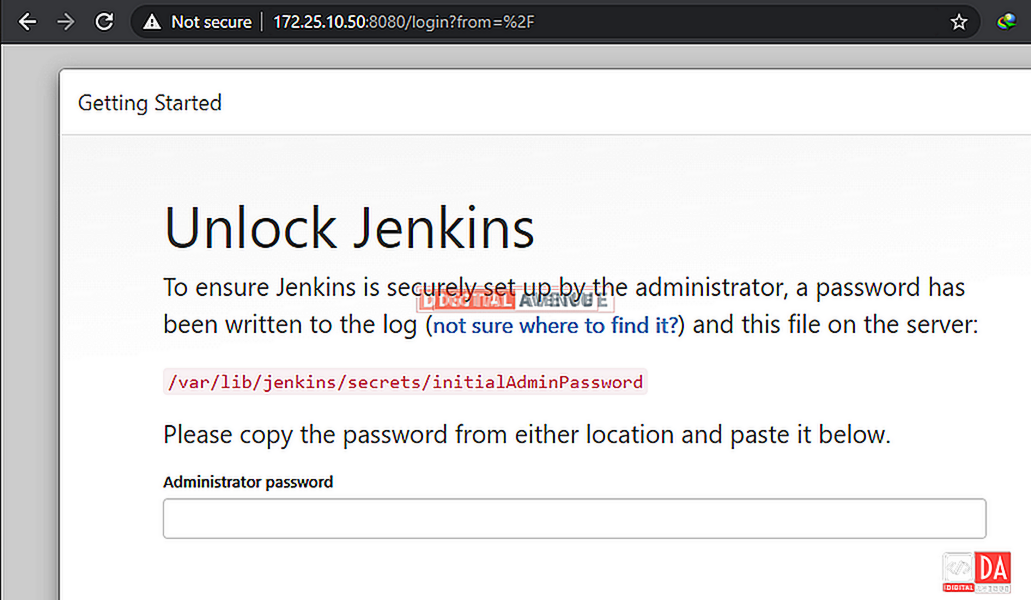 Not secure
172.25.10.50:8080/login?from=%2F
Getting Started
Unlock Jenkins
To ensure Jenkins is securely set up by the administrator, a password has
been written to the log (not sure where to find it?) and this file on the server:
DIGITAL AVENUE
/var/lib/jenkins/secrets/initialAdminPassword
Please copy the password from either location and paste it below.
Administrator password
</>
DA
DIGITAL AVENUE